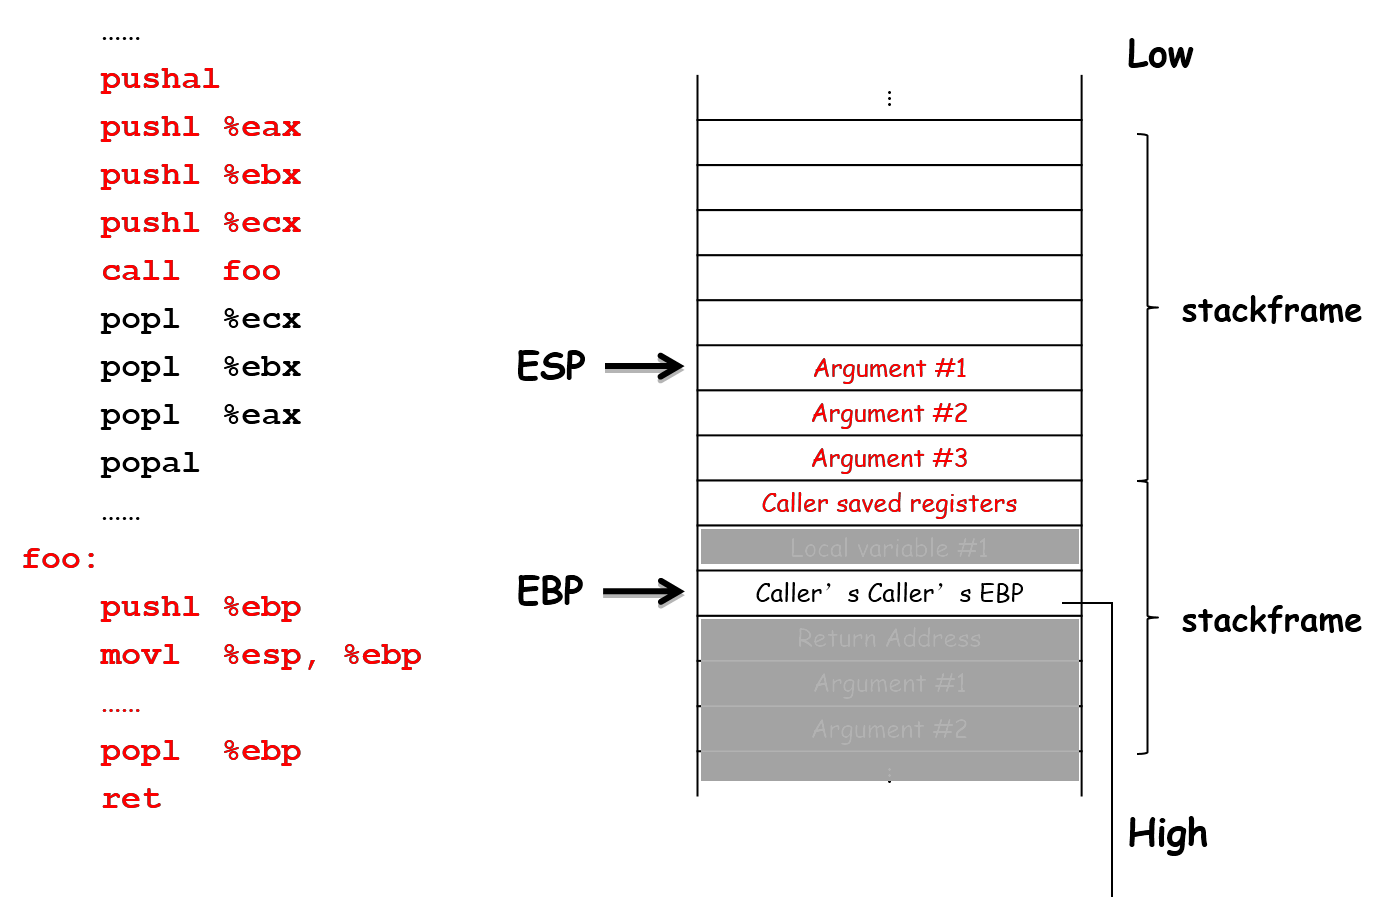 ……
pushal
pushl %eax
pushl %ebx
pushl %ecx
call foo
popl %ecx
popl %ebx
popl %eax
popal
……
foo:
pushl %ebp
movl %esp, %ebp
……
popl %ebp
ret
Low
⋮
stackframe
ESP
Argument #1
Argument #2
Argument #3
Caller saved registers
Local variable #1
EBP
Caller’s Caller’s EBP
stackframe
Return Address
Argument #1
Argument #2
⋮
High